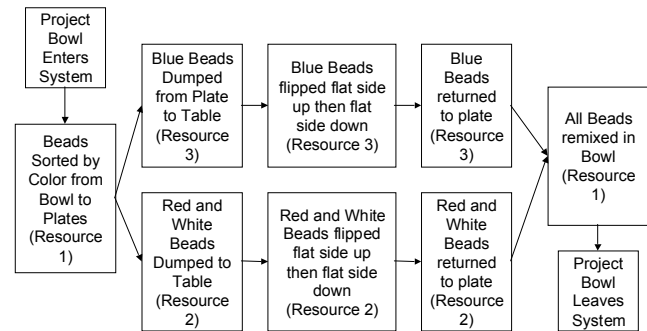 Project
Bowl
Enters
System
Beads
Sorted by
Color from
Bowl to
Plates
(Resource
1)
Blue Beads
Dumped
from Plate
to Table
(Resource
3)
Blue Beads
flipped flat side
up then flat
side down
(Resource 3)
Blue
Beads
returned
to plate
(Resource
3)
Red and
White
Beads
Dumped to
Table
(Resource
2)
Red and White
Beads flipped
flat side up
then flat side
down
(Resource 2)
Red and
White
Beads
returned
to plate
(Resource
2)
All Beads
remixed in
Bowl
(Resource
1)
Project
Bowl
Leaves
System